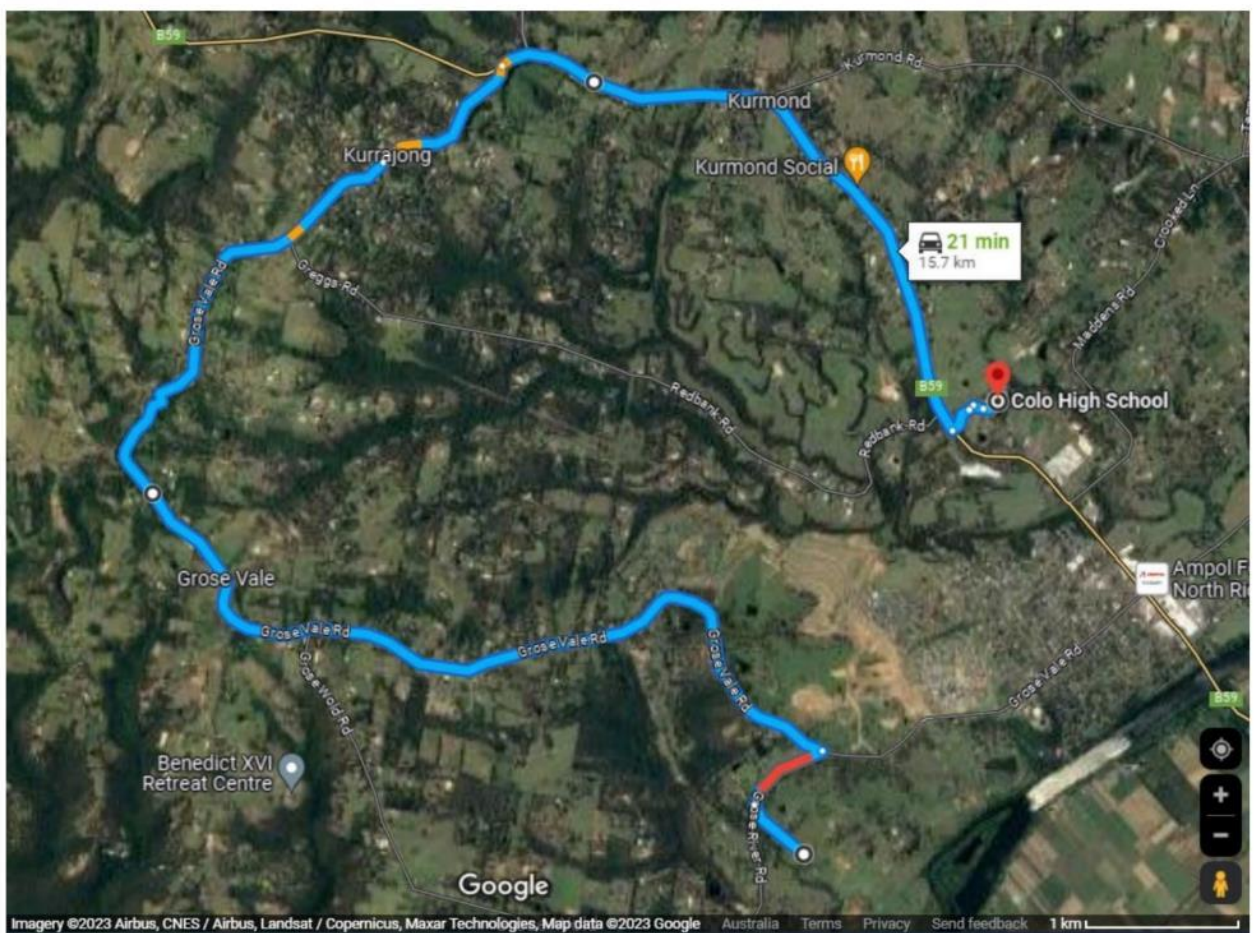 B59
Kurmond Rd
Kurmond
Kurrajong
Kurmond Social
21 min
15.7 km
Crooked Ln
Grose Vale Rd
Greggs Rd
Maddens Rd
B59
Colo High School
Redbank Rd
Redbank Rd
Grose Vale
Ampol F
North Ri
Grose Vale Rd
Grose Vale Rd
Grose Vale Rd
Grose Vale Rd
Grose Wold Rd
B59
Benedict XVI
Retreat Centre
Grose River Rd
Google
Imagery ©2023 Airbus, CNES / Airbus, Landsat / Copernicus, Maxar Technologies, Map data ©2023 Google Australia Terms Privacy Send feedback 1 km